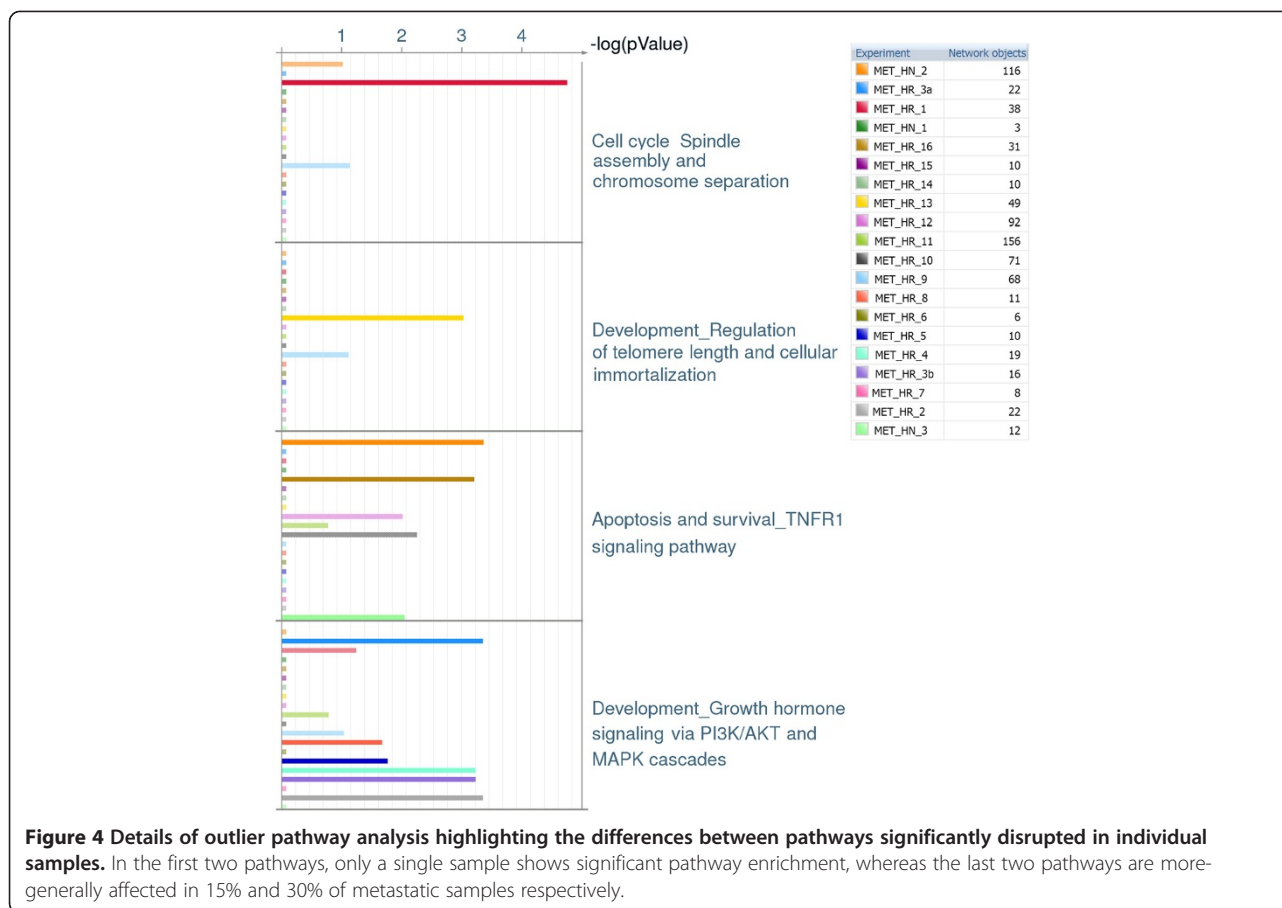 1 2 3 4 -log(pValue)
Cell cycle_Spindle
assembly and
chromosome separation
Development_Regulation
of telomere length and cellular
immortalization
Apoptosis and survival_TNFR1
signaling pathway
Development_Growth hormone
signaling via PI3K/AKT and
MAPK cascades
Experiment Network objects
MET_HN_2 116
MET_HR_3a 22
MET_HR_1 38
MET_HN_1 3
MET_HR_16 31
MET_HR_15 10
MET_HR_14 10
MET_HR_13 49
MET_HR_12 92
MET_HR_11 156
MET_HR_10 71
MET_HR_9 68
MET_HR_8 11
MET_HR_6 6
MET_HR_5 10
MET_HR_4 19
MET_HR_3b 16
MET_HR_7 8
MET_HR_2 22
MET_HN_3 12
Figure 4 Details of outlier pathway analysis highlighting the differences between pathways significantly disrupted in individual
samples. In the first two pathways, only a single sample shows significant pathway enrichment, whereas the last two pathways are more-
generally affected in 15% and 30% of metastatic samples respectively.